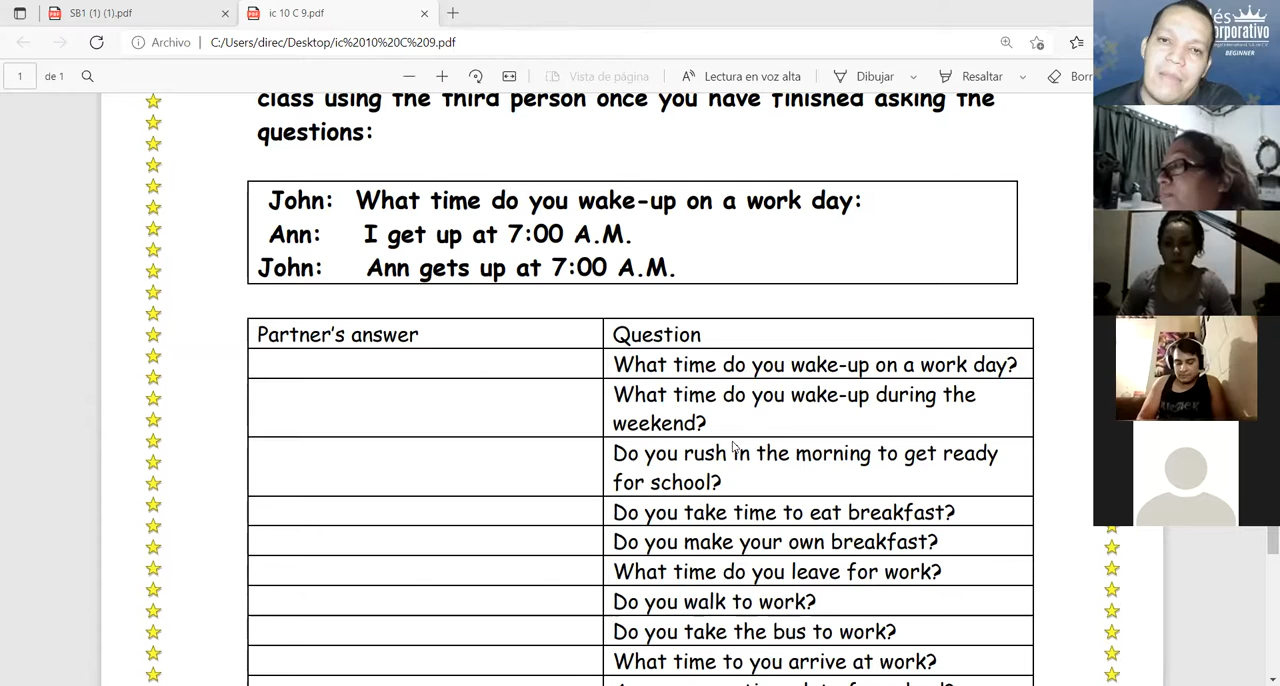 SB1 (1) (1).pdf
ic 10 C 9.pdf
Archivo
C:/Users/direc/Desktop/ic%2010%20C%209.pdf
1
de 1
Vista de página
Lectura en voz alta
Dibujar
Resaltar
Borr
class using the third person once you have finished asking the
questions:
John: What time do you wake-up on a work day:
Ann: I get up at 7:00 A.M.
John: Ann gets up at 7:00 A.M.
Partner's answer
Question
What time do you wake-up on a work day?
What time do you wake-up during the
weekend?
Do you rush in the morning to get ready
for school?
Do you take time to eat breakfast?
Do you make your own breakfast?
What time do you leave for work?
Do you walk to work?
Do you take the bus to work?
What time to you arrive at work?
lés
orporativo
BEGINNER